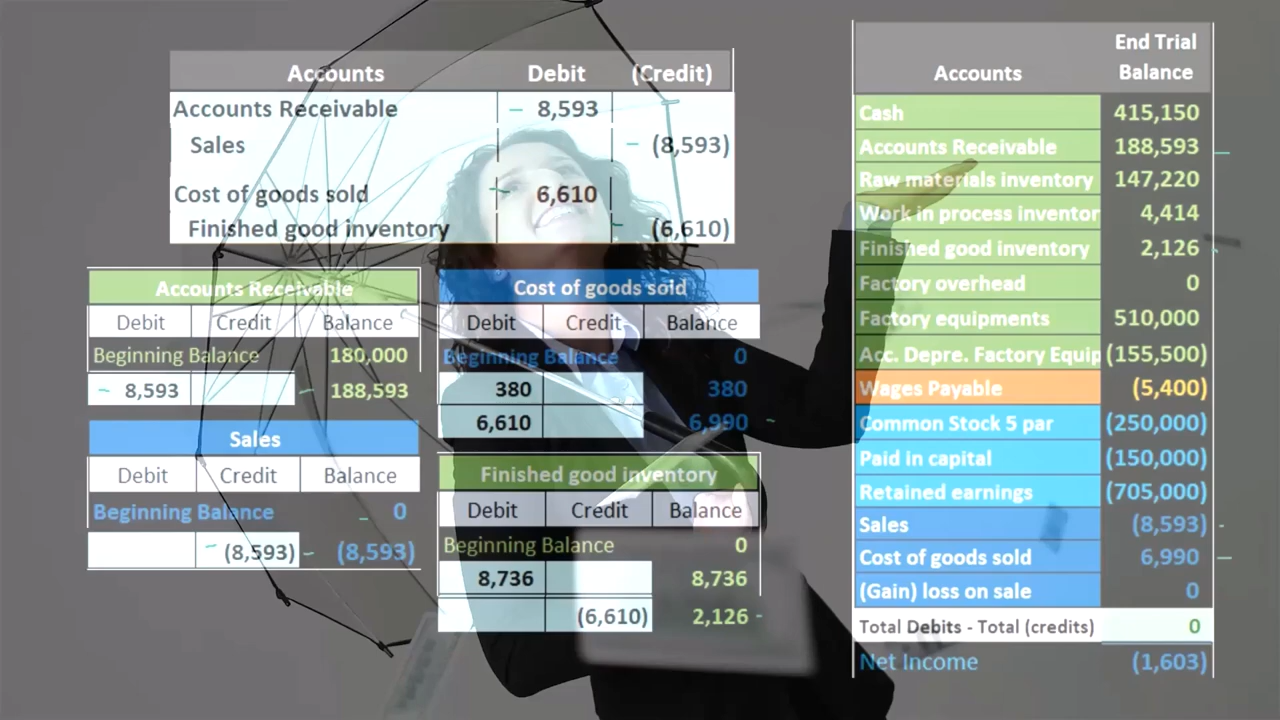 Accounts Debit (Credit)
Accounts Receivable 8,593
Sales (8,593)
Cost of goods sold 6,610
Finished good inventory (6,610)
Accounts Receivable
Debit Credit Balance
Beginning Balance 180,000
8,593 188,593
Sales
Debit Credit Balance
Beginning Balance 0
(8,593) (8,593)
Cost of goods sold
Debit Credit Balance
Beginning Balance 0
380 380
6,610 6,990
Finished good inventory
Debit Credit Balance
Beginning Balance 0
8,736 8,736
(6,610) 2,126
End Trial
Accounts Balance
Cash 415,150
Accounts Receivable 188,593
Raw materials inventory 147,220
Work in process inventor 4,414
Finished good inventory 2,126
Factory overhead 0
Factory equipments 510,000
Acc. Depre. Factory Equip (155,500)
Wages Payable (5,400)
Common Stock 5 par (250,000)
Paid in capital (150,000)
Retained earnings (705,000)
Sales (8,593)
Cost of goods sold 6,990
(Gain) loss on sale 0
Total Debits - Total (credits) 0
Net Income (1,603)